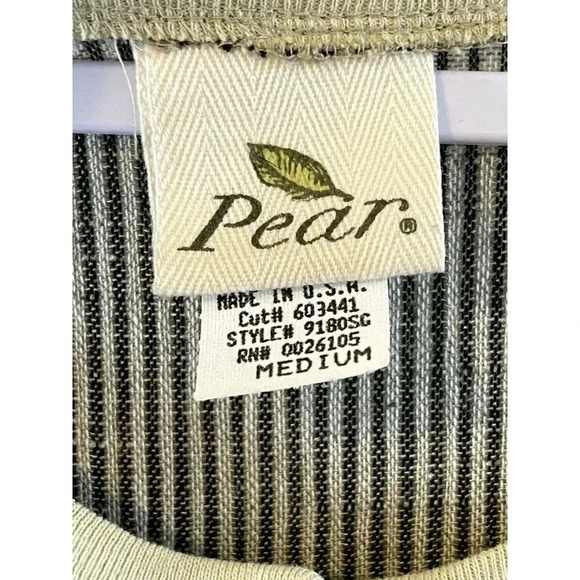 Pear®
MADE IN U.S.A.
Cut# 603441
STYLE# 9180SG
RN# 0026105
MEDIUM